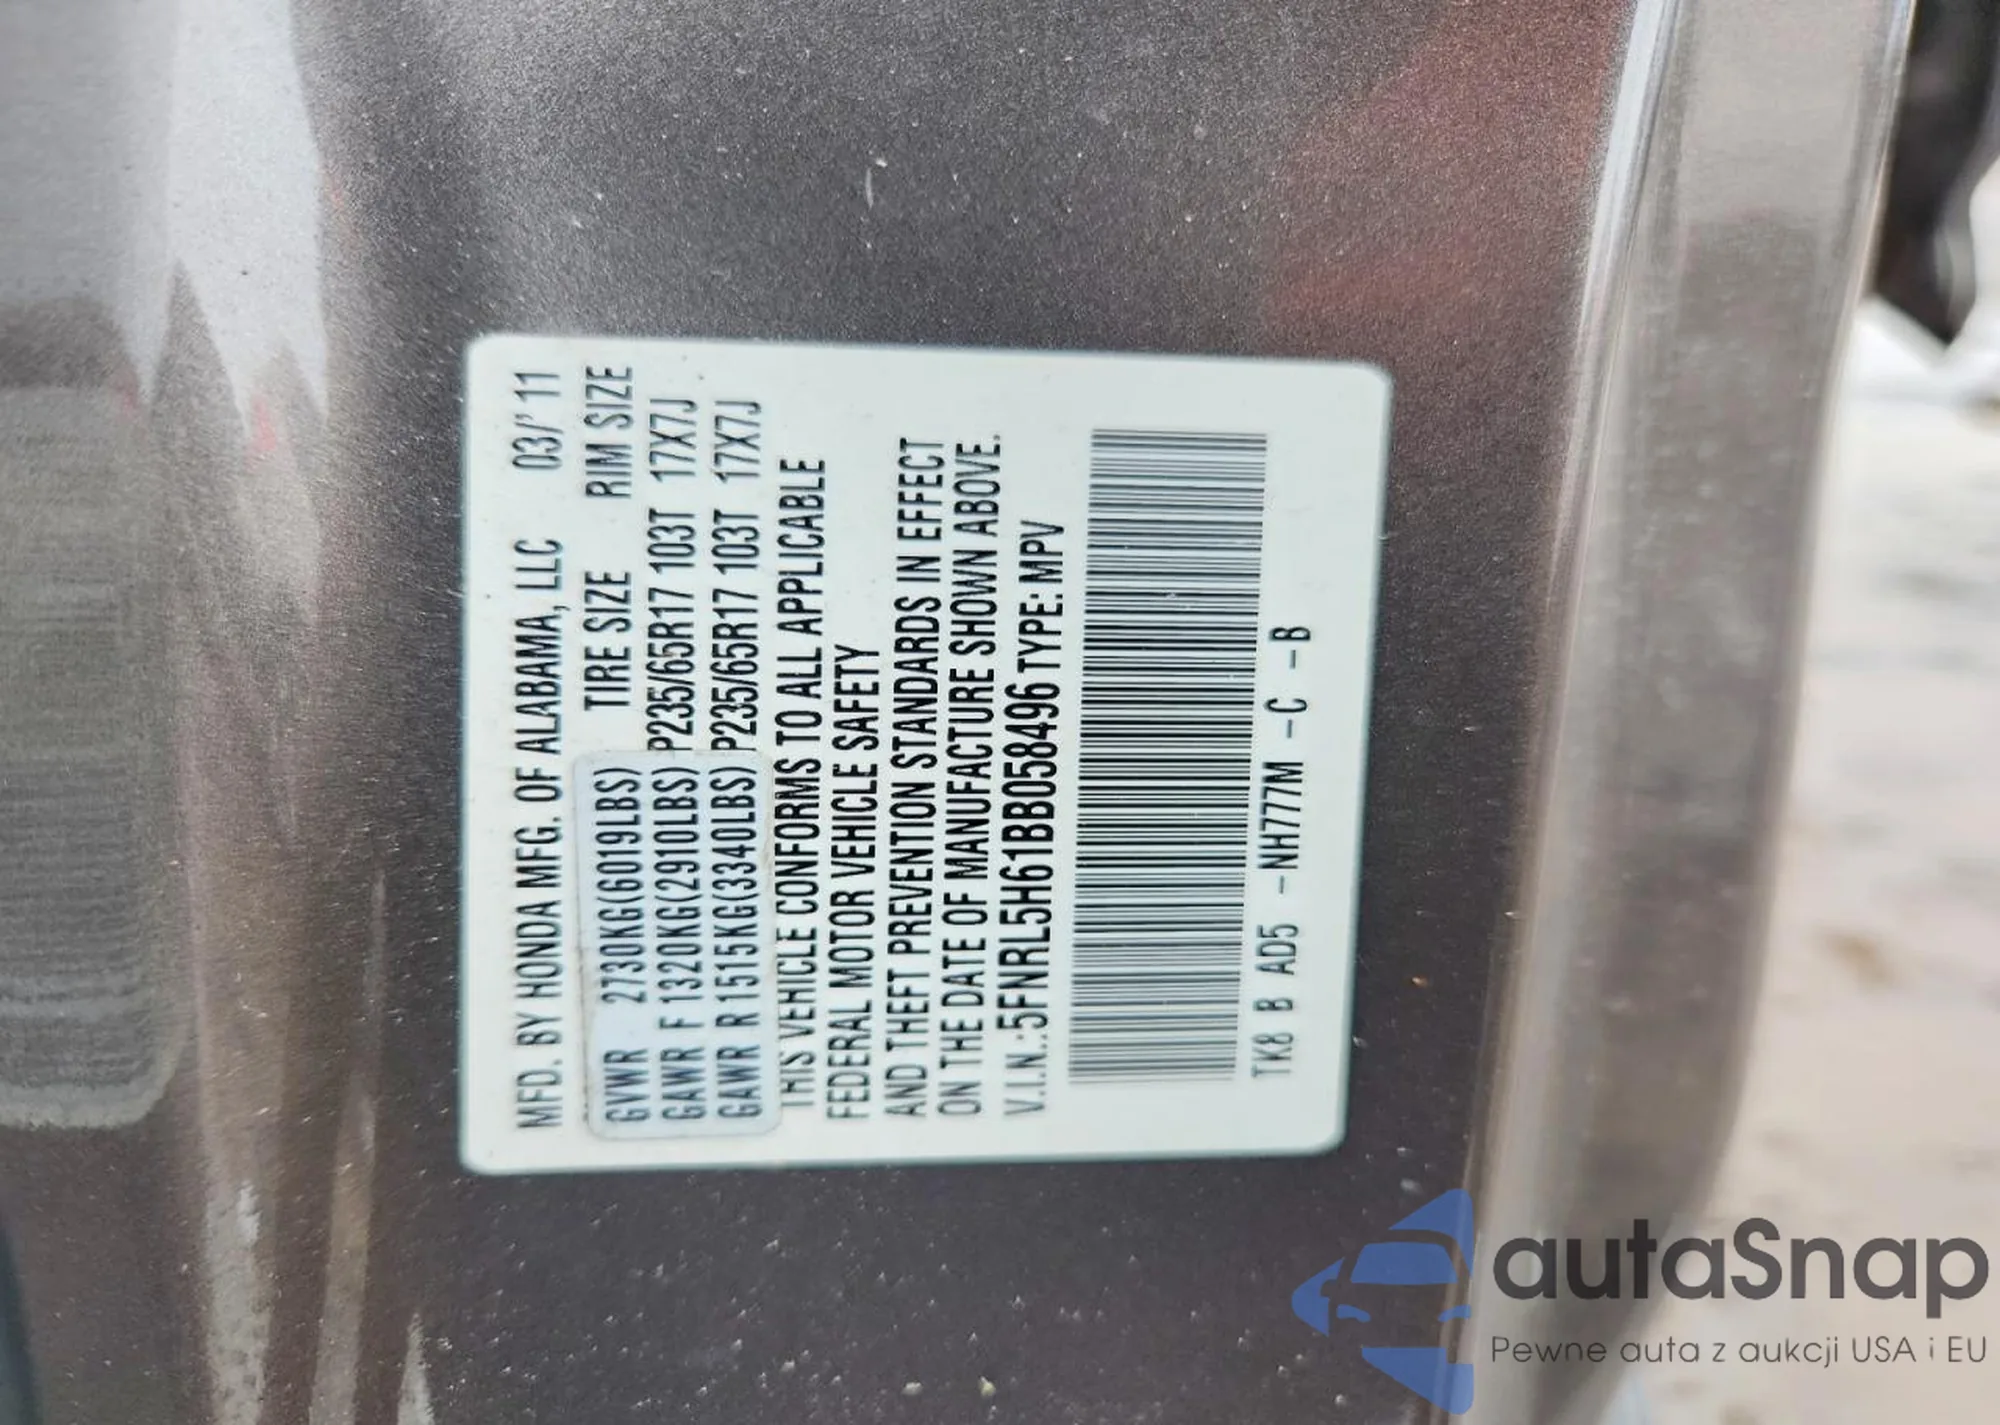 MFD. BY HONDA MFG. OF ALABAMA, LLC 03/'11
TIRE SIZE RIM SIZE
GVWR 2730KG(6019LBS)
GAWR F 1320KG(2910LBS) P235/65R17 103T 17X7J
GAWR R 1515KG(3340LBS) P235/65R17 103T 17X7J
THIS VEHICLE CONFORMS TO ALL APPLICABLE
FEDERAL MOTOR VEHICLE SAFETY
AND THEFT PREVENTION STANDARDS IN EFFECT
ON THE DATE OF MANUFACTURE SHOWN ABOVE.
V.I.N.:5FNRL5H61BB058496 TYPE: MPV
TK8 B AD5 -NH777M -C -B
autaSnap
Pewne auta z aukcji USA i EU